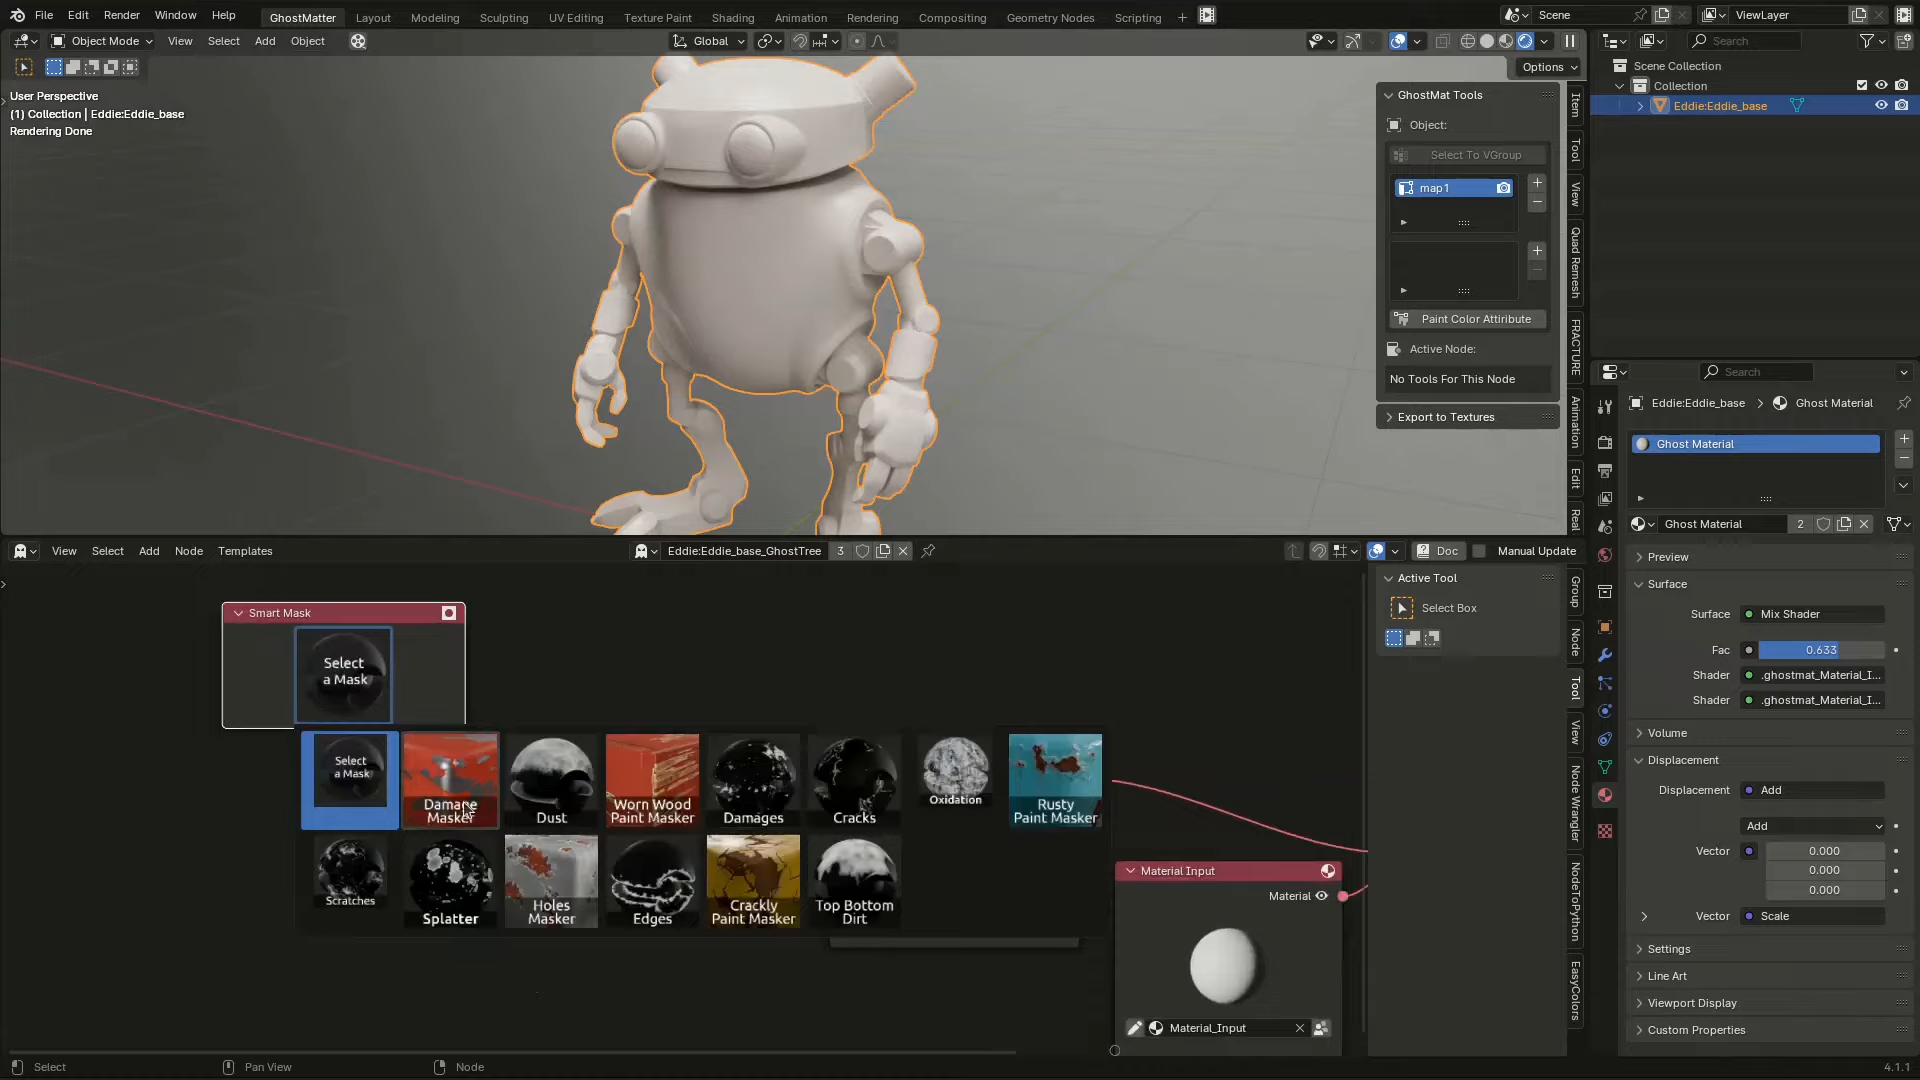 File Edit Render Window Help GhostMatter Layout Modeling Sculpting UV Editing Texture Paint Shading Animation Rendering Compositing Geometry Nodes Scripting + Scene ViewLayer
Object Mode View Select Add Object Global Search
Options
User Perspective
(1) Collection | Eddie:Eddie_base
Rendering Done
GhostMat Tools
Object:
Select To VGroup
map1
Paint Color Attribute
Active Node:
No Tools For This Node
Export to Textures
Item
Tool
View
Quad Remesh
FRACTURE
Animation
Edit
Real
Scene Collection
Collection
Eddie:Eddie_base
Search
Eddie:Eddie_base > Ghost Material
Ghost Material
Ghost Material 2
Preview
Surface
Surface Mix Shader
Fac 0.633
Shader .ghostmat_Material_I...
Shader .ghostmat_Material_I...
Volume
Displacement
Displacement Add
Add
Vector 0.000
0.000
0.000
Vector Scale
Settings
Line Art
Viewport Display
Custom Properties
View Select Add Node Templates Eddie:Eddie_base_GhostTree 3 Doc Manual Update
Active Tool
Select Box
Group
Node
Tool
View
Node Wrangler
NodeToPython
EasyColors
Smart Mask
Select
a Mask
Select
a Mask
Damage
Masker
Dust
Worn Wood
Paint Masker
Damages
Cracks
Oxidation
Rusty
Paint Masker
Scratches
Splatter
Holes
Masker
Edges
Crackly
Paint Masker
Top Bottom
Dirt
Material Input
Material
Material_Input
Select Pan View Node 4.1.1